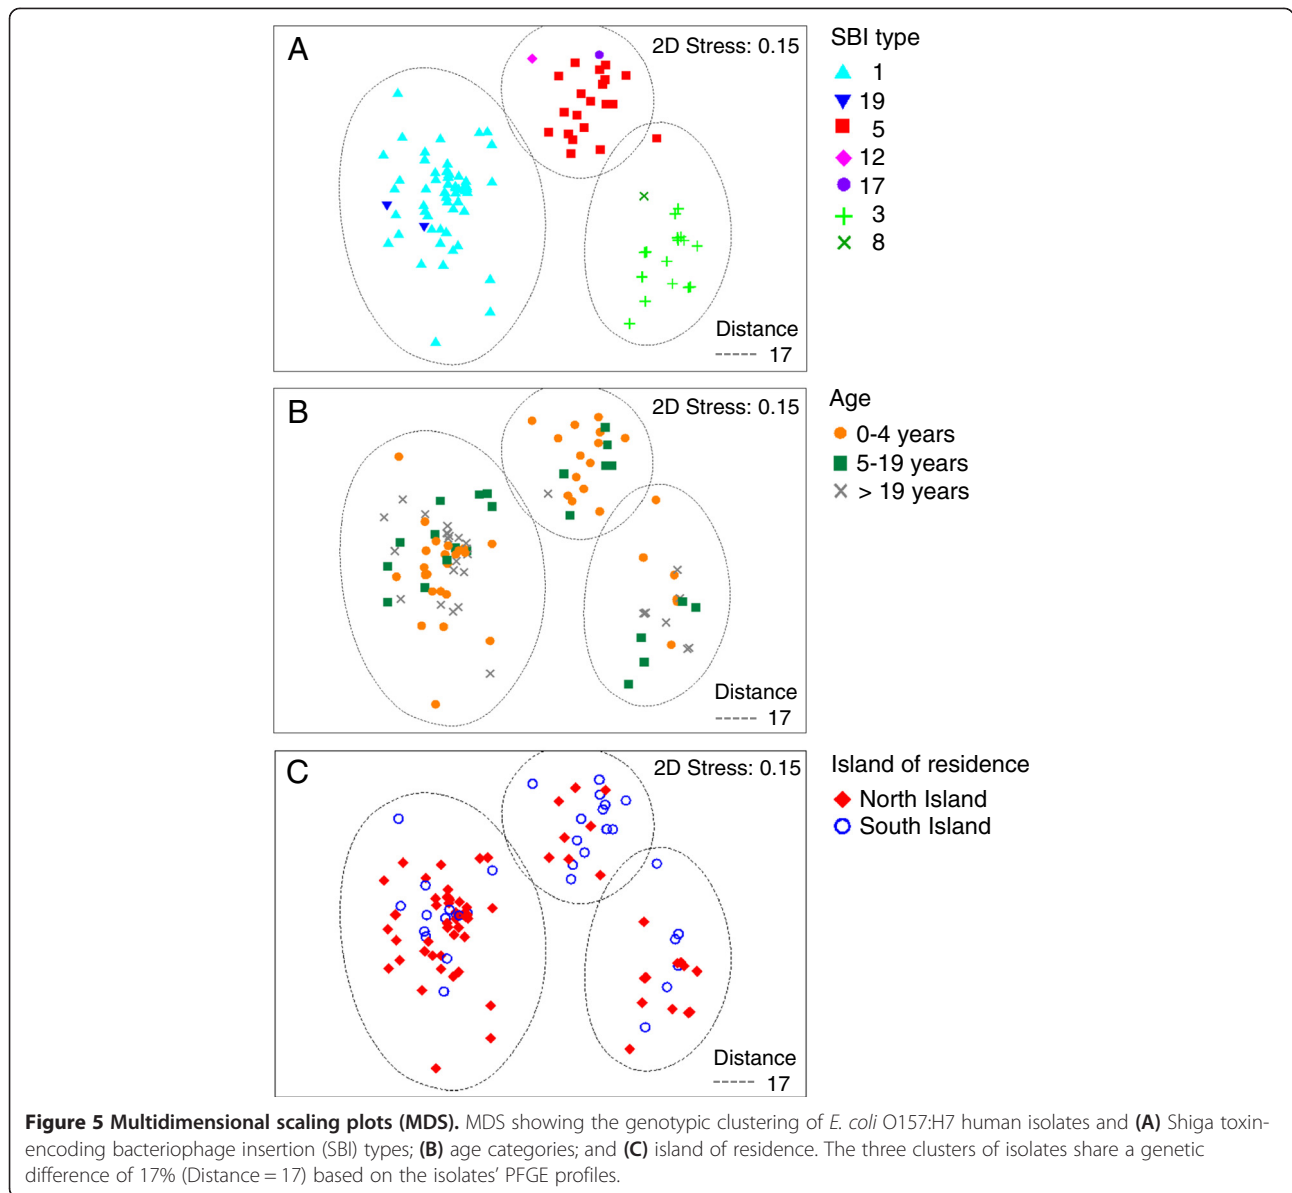 A
2D Stress: 0.15
SBI type
1
19
5
12
17
3
8
Distance
17
B
2D Stress: 0.15
Age
0-4 years
5-19 years
> 19 years
Distance
17
C
2D Stress: 0.15
Island of residence
North Island
South Island
Distance
17
Figure 5 Multidimensional scaling plots (MDS). MDS showing the genotypic clustering of E. coli O157:H7 human isolates and (A) Shiga toxin-
encoding bacteriophage insertion (SBI) types; (B) age categories; and (C) island of residence. The three clusters of isolates share a genetic
difference of 17% (Distance = 17) based on the isolates' PFGE profiles.